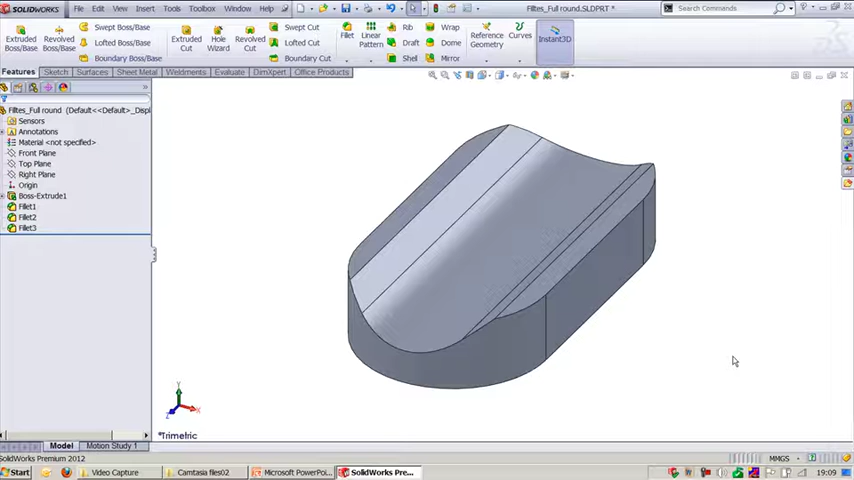 SOLIDWORKS File Edit View Insert Tools Toolbox Window Help Filltes_Full round.SLDPRT * Search Commands
Extruded Boss/Base
Revolved Boss/Base
Swept Boss/Base
Lofted Boss/Base
Boundary Boss/Base
Extruded Cut
Hole Wizard
Revolved Cut
Swept Cut
Lofted Cut
Boundary Cut
Fillet
Linear Pattern
Rib
Draft
Shell
Wrap
Dome
Mirror
Reference Geometry
Curves
Instant3D
Features Sketch Surfaces Sheet Metal Weldments Evaluate DimXpert Office Products
Filltes_Full round (Default<<Default>_Displ
Sensors
Annotations
Material <not specified>
Front Plane
Top Plane
Right Plane
Origin
Boss-Extrude1
Fillet1
Fillet2
Fillet3
Y
X
Z
*Trimetric
Model Motion Study 1
SolidWorks Premium 2012 MMGS
Start Video Capture Camtasia files02 Microsoft PowerPoi... SolidWorks Pre... 19:09